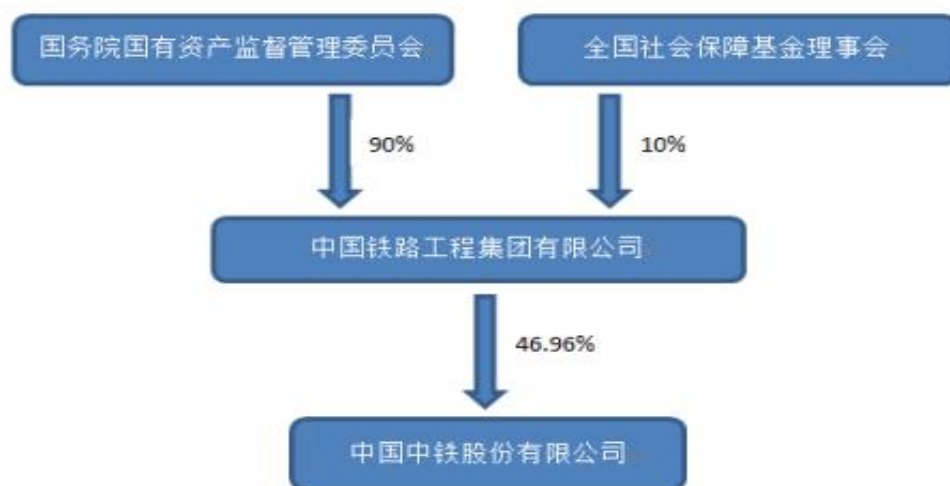 国务院国有资产监督管理委员会
全国社会保障基金理事会
90%
10%
中国铁路工程集团有限公司
46.96%
中国中铁股份有限公司